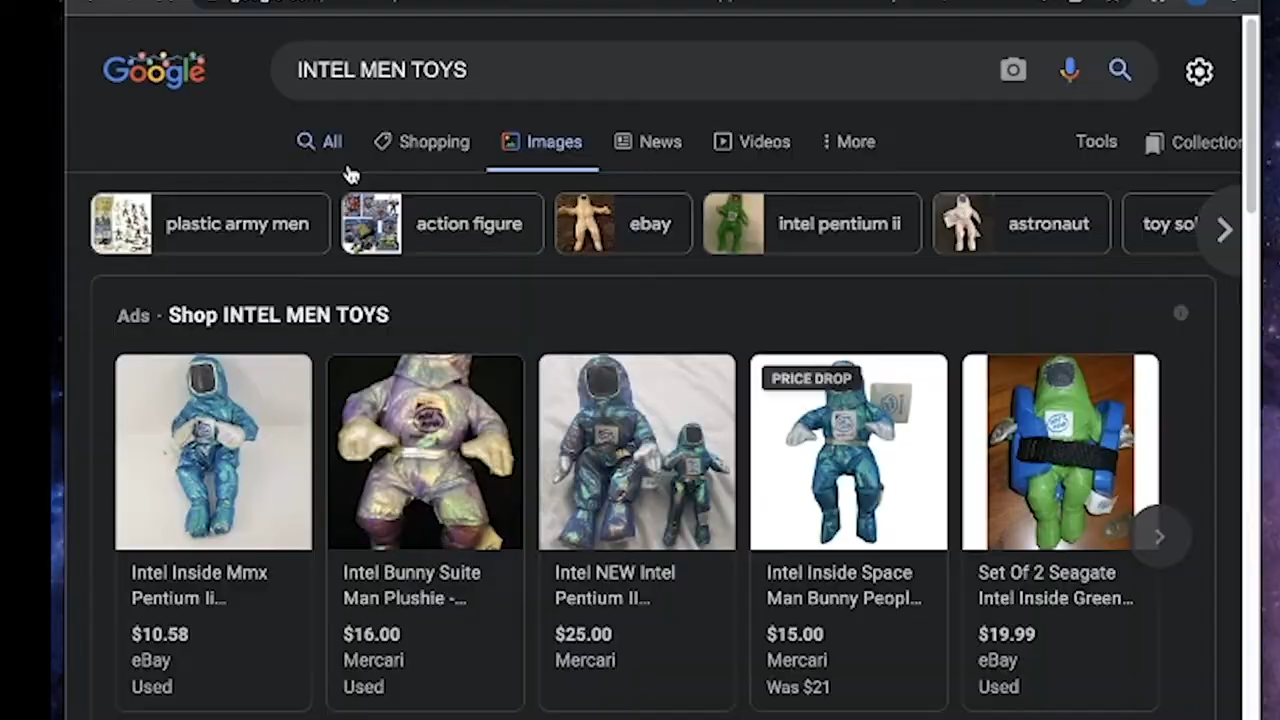 Google
INTEL MEN TOYS
All
Shopping
Images
News
Videos
More
Tools
Collection
plastic army men
action figure
ebay
intel pentium ii
astronaut
toy sol
Ads · Shop INTEL MEN TOYS
PRICE DROP
Intel Inside Mmx
Pentium Ii...
$10.58
eBay
Used
Intel Bunny Suite
Man Plushie -...
$16.00
Mercari
Used
Intel NEW Intel
Pentium II...
$25.00
Mercari
Intel Inside Space
Man Bunny Peopl...
$15.00
Mercari
Was $21
Set Of 2 Seagate
Intel Inside Green...
$19.99
eBay
Used